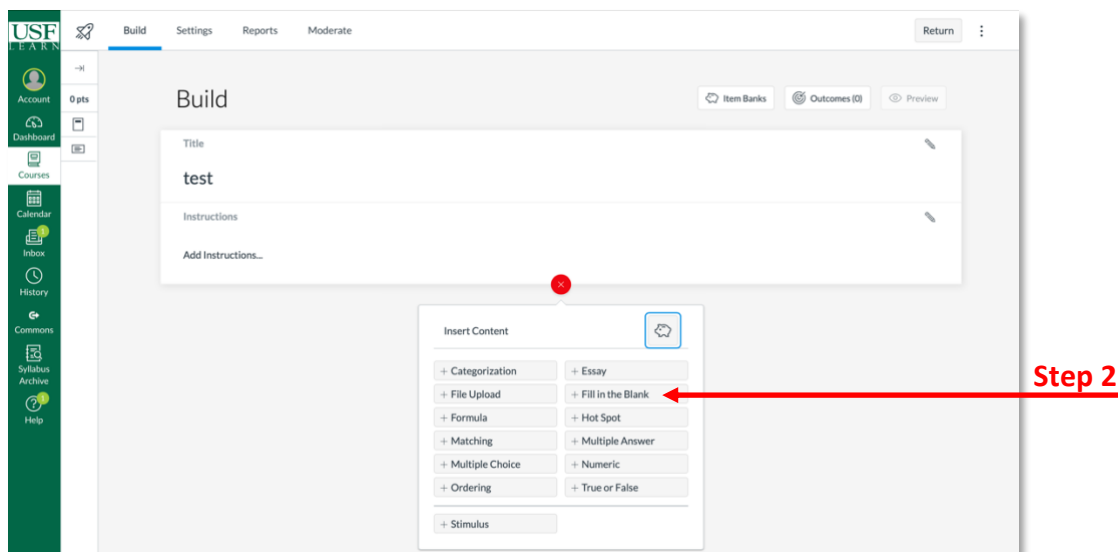 USF
LEARN
Build Settings Reports Moderate Return
Account
0 pts
Dashboard
Courses
Calendar
1
Inbox
History
Commons
Syllabus
Archive
1
Help
Build
Item Banks Outcomes (0) Preview
Title
test
Instructions
Add Instructions...
Insert Content
+ Categorization + Essay
+ File Upload + Fill in the Blank
+ Formula + Hot Spot
+ Matching + Multiple Answer
+ Multiple Choice + Numeric
+ Ordering + True or False
+ Stimulus
Step 2